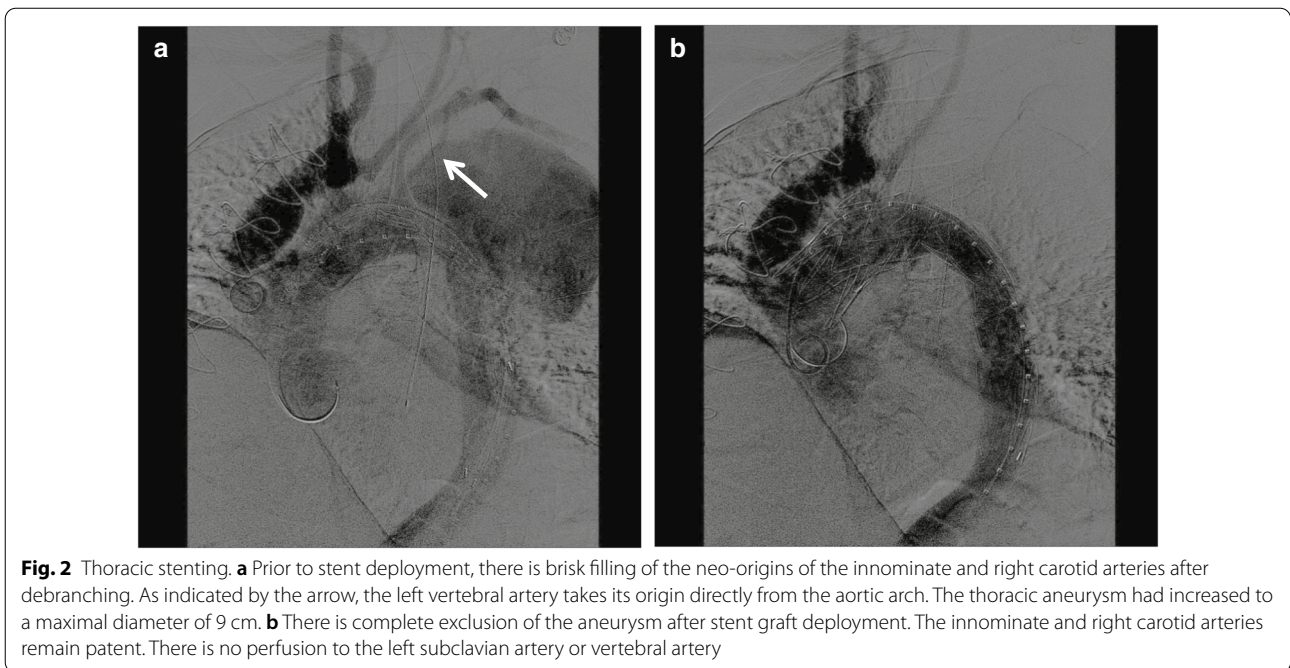 a
b
Fig. 2 Thoracic stenting. a Prior to stent deployment, there is brisk filling of the neo-origins of the innominate and right carotid arteries after
debranching. As indicated by the arrow, the left vertebral artery takes its origin directly from the aortic arch. The thoracic aneurysm had increased to
a maximal diameter of 9 cm. b There is complete exclusion of the aneurysm after stent graft deployment. The innominate and right carotid arteries
remain patent. There is no perfusion to the left subclavian artery or vertebral artery